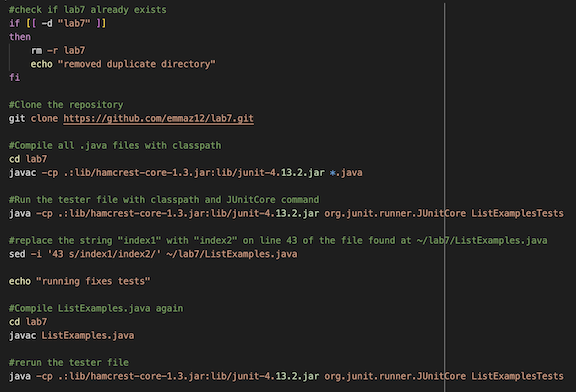 #check if lab7 already exists
if [[ -d "lab7" ]]
then
    rm -r lab7
    echo "removed duplicate directory"
fi
#Clone the repository
git clone https://github.com/emmaz12/lab7.git
#Compile all .java files with classpath
cd lab7
javac -cp .:lib/hamcrest-core-1.3.jar:lib/junit-4.13.2.jar *.java
#Run the tester file with classpath and JUnitCore command
java -cp .:lib/hamcrest-core-1.3.jar:lib/junit-4.13.2.jar org.junit.runner.JUnitCore ListExamplesTests
#replace the string "index1" with "index2" on line 43 of the file found at ~/lab7/ListExamples.java
sed -i '43 s/index1/index2/' ~/lab7/ListExamples.java
echo "running fixes tests"
#Compile ListExamples.java again
cd lab7
javac ListExamples.java
#rerun the tester file
java -cp .:lib/hamcrest-core-1.3.jar:lib/junit-4.13.2.jar org.junit.runner.JUnitCore ListExamplesTests